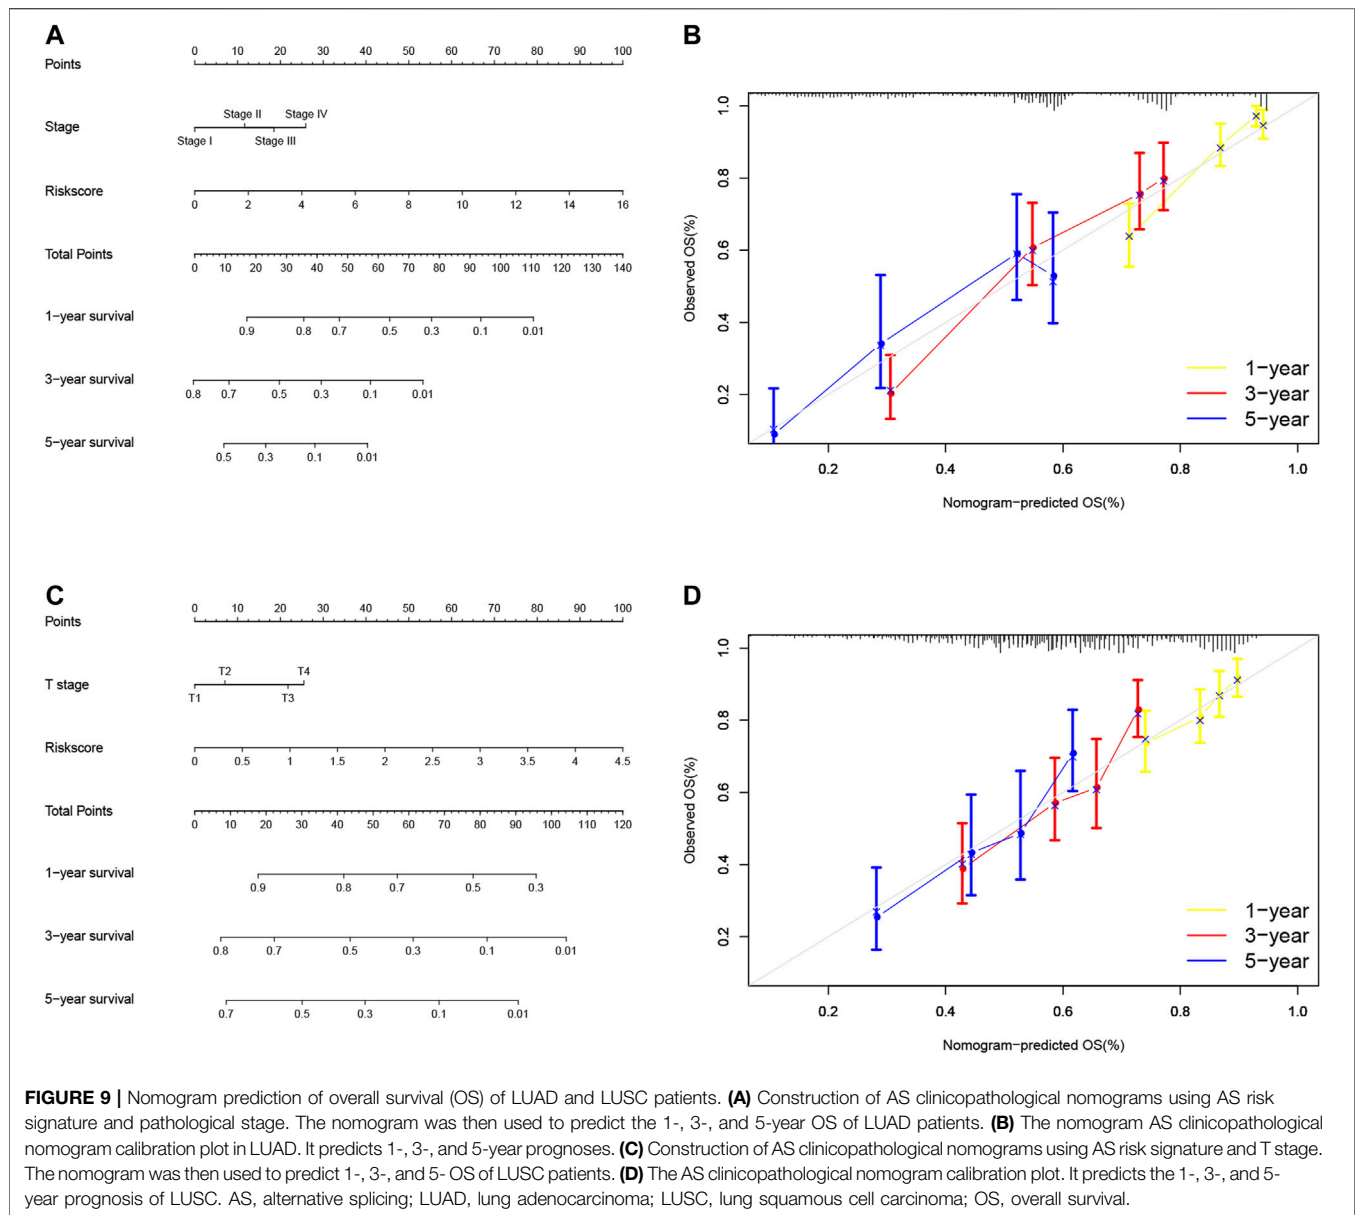 A
Points
0 10 20 30 40 50 60 70 80 90 100
Stage
Stage II Stage IV
Stage I Stage III
Riskscore
0 2 4 6 8 10 12 14 16
Total Points
0 10 20 30 40 50 60 70 80 90 100 110 120 130 140
1-year survival
0.9 0.8 0.7 0.5 0.3 0.1 0.01
3-year survival
0.8 0.7 0.5 0.3 0.1 0.01
5-year survival
0.5 0.3 0.1 0.01
B
Observed OS(%)
1.0
0.8
0.6
0.4
0.2
1-year
3-year
5-year
0.2 0.4 0.6 0.8 1.0
Nomogram-predicted OS(%)
C
Points
0 10 20 30 40 50 60 70 80 90 100
T stage
T2 T4
T1 T3
Riskscore
0 0.5 1 1.5 2 2.5 3 3.5 4 4.5
Total Points
0 10 20 30 40 50 60 70 80 90 100 110 120
1-year survival
0.9 0.8 0.7 0.5 0.3
3-year survival
0.8 0.7 0.5 0.3 0.1 0.01
5-year survival
0.7 0.5 0.3 0.1 0.01
D
Observed OS(%)
1.0
0.8
0.6
0.4
0.2
1-year
3-year
5-year
0.2 0.4 0.6 0.8 1.0
Nomogram-predicted OS(%)
FIGURE 9 | Nomogram prediction of overall survival (OS) of LUAD and LUSC patients. (A) Construction of AS clinicopathological nomograms using AS risk
signature and pathological stage. The nomogram was then used to predict the 1-, 3-, and 5-year OS of LUAD patients. (B) The nomogram AS clinicopathological
nomogram calibration plot in LUAD. It predicts 1-, 3-, and 5-year prognoses. (C) Construction of AS clinicopathological nomograms using AS risk signature and T stage.
The nomogram was then used to predict 1-, 3-, and 5- OS of LUSC patients. (D) The AS clinicopathological nomogram calibration plot. It predicts the 1-, 3-, and 5-
year prognosis of LUSC. AS, alternative splicing; LUAD, lung adenocarcinoma; LUSC, lung squamous cell carcinoma; OS, overall survival.